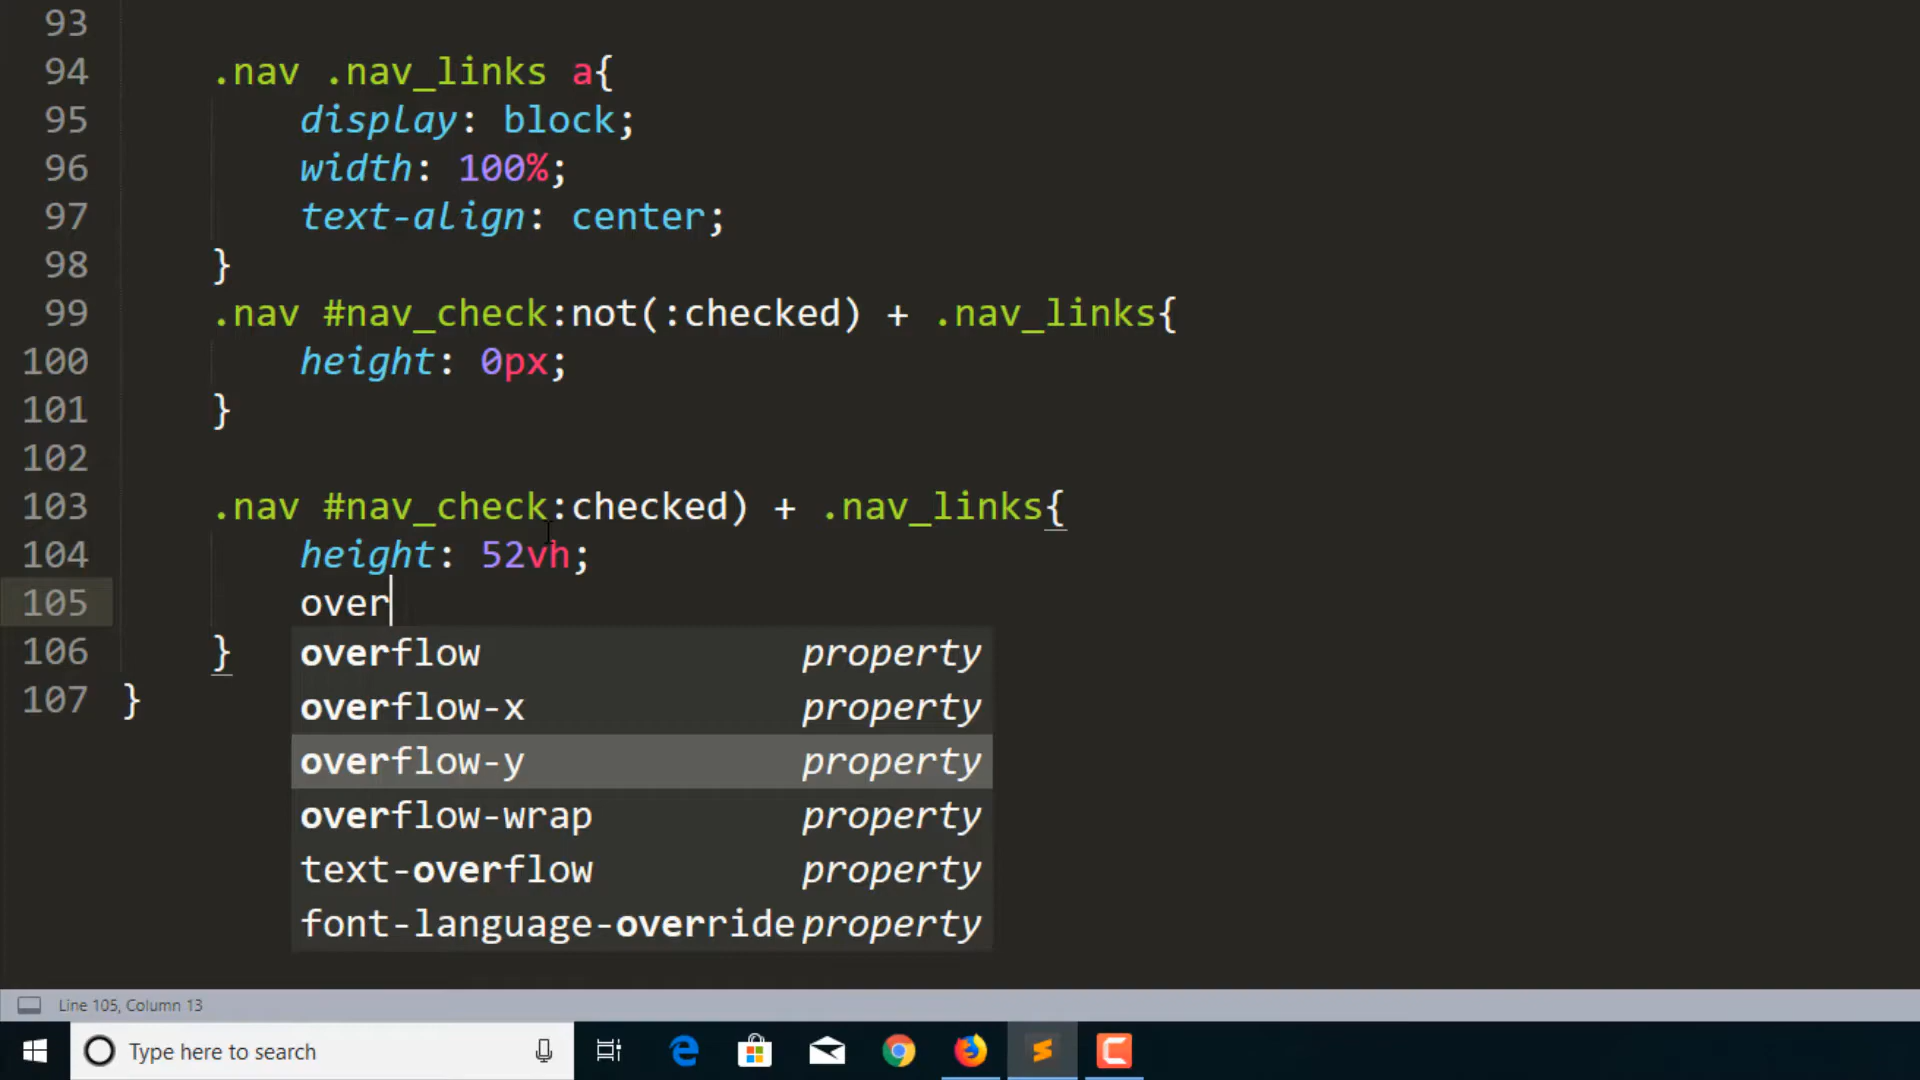 93
94 .nav .nav_links a{
95 display: block;
96 width: 100%;
97 text-align: center;
98 }
99 .nav #nav_check:not(:checked) + .nav_links{
100 height: 0px;
101 }
102
103 .nav #nav_check:checked) + .nav_links{
104 height: 52vh;
105 over
106 }
107 }
overflow property
overflow-x property
overflow-y property
overflow-wrap property
text-overflow property
font-language-override property
Line 105, Column 13
Type here to search